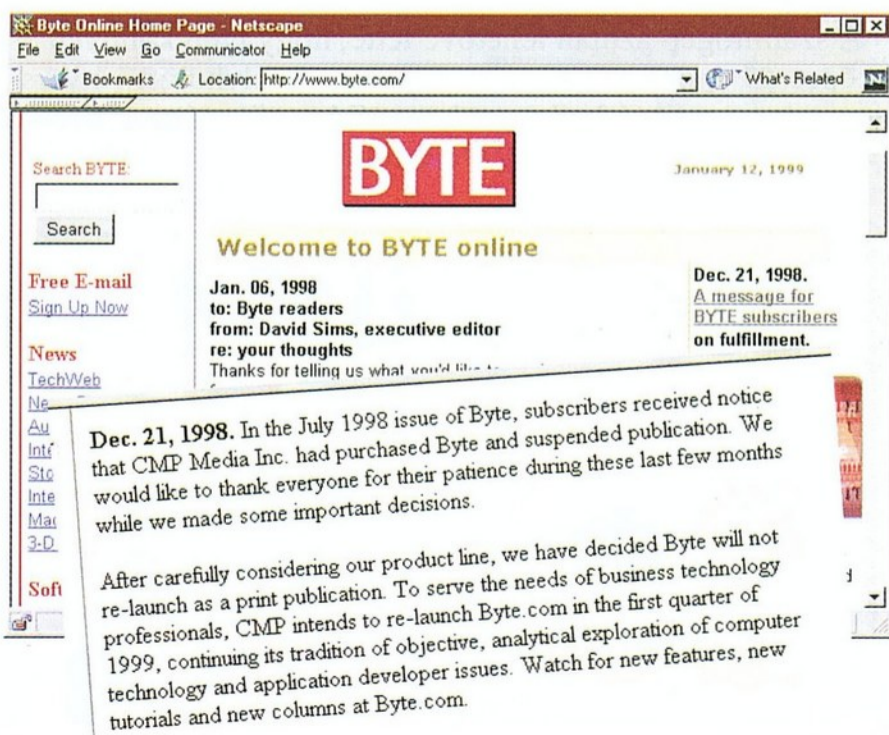 Byte Online Home Page - Netscape
File Edit View Go Communicator Help
Bookmarks Location: http://www.byte.com/ What's Related N
Search BYTE:
Search
Free E-mail
Sign Up Now
News
TechWeb
BYTE
January 12, 1999
Welcome to BYTE online
Jan. 06, 1998
to: Byte readers
from: David Sims, executive editor
re: your thoughts
Thanks for telling us what you'd like to
Dec. 21, 1998.
A message for
BYTE subscribers
on fulfillment.
Dec. 21, 1998. In the July 1998 issue of Byte, subscribers received notice
that CMP Media Inc. had purchased Byte and suspended publication. We
would like to thank everyone for their patience during these last few months
while we made some important decisions.
After carefully considering our product line, we have decided Byte will not
re-launch as a print publication. To serve the needs of business technology
professionals, CMP intends to re-launch Byte.com in the first quarter of
1999, continuing its tradition of objective, analytical exploration of computer
technology and application developer issues. Watch for new features, new
tutorials and new columns at Byte.com.